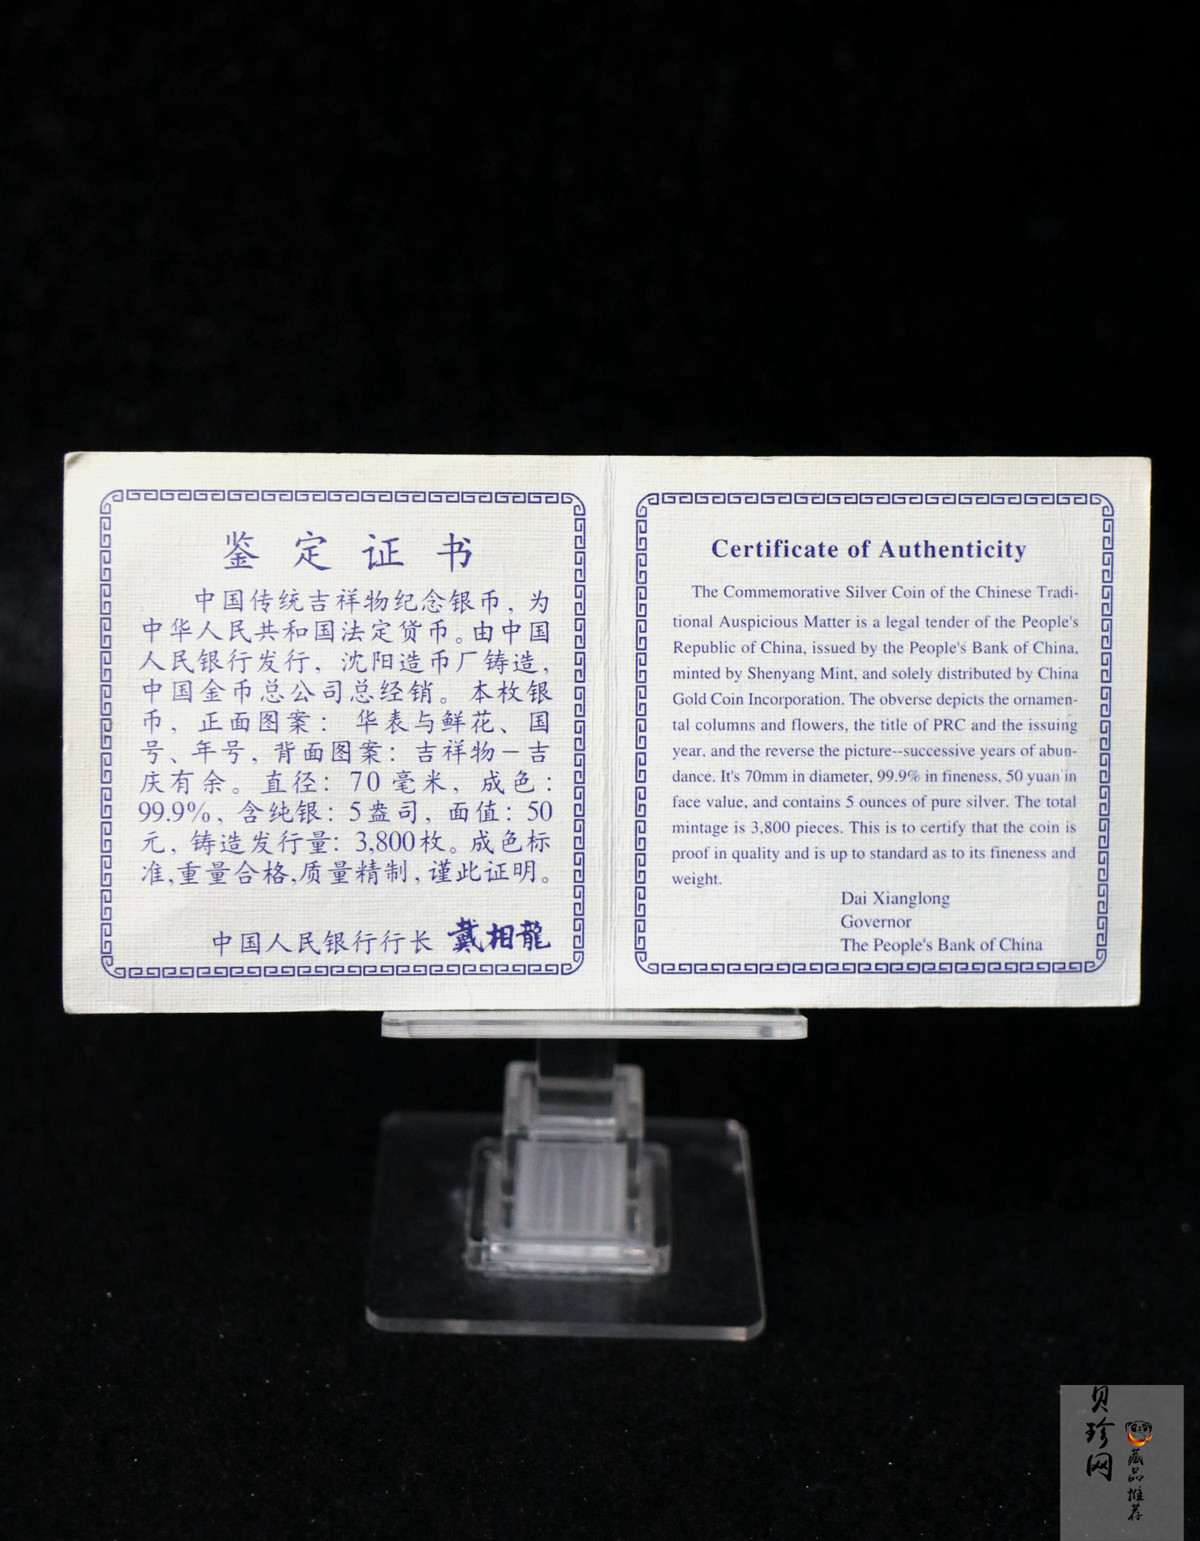 鉴定证书
中国传统吉祥物纪念银币，为
中华人民共和国法定货币。由中国
人民银行发行，沈阳造币厂铸造，
中国金币总公司总经销。本枚银
币，正面图案：华表与鲜花、国
号、年号，背面图案：吉祥物－吉
庆有余。直径：70毫米，成色：
99.9%，含纯银：5盎司，面值：50
元，铸造发行量：3,800枚。成色标
准,重量合格,质量精制,谨此证明。
中国人民银行行长 戴相龍
Certificate of Authenticity
The Commemorative Silver Coin of the Chinese Tradi-
tional Auspicious Matter is a legal tender of the People's
Republic of China, issued by the People's Bank of China,
minted by Shenyang Mint, and solely distributed by China
Gold Coin Incorporation. The obverse depicts the ornamen-
tal columns and flowers, the title of PRC and the issuing
year, and the reverse the picture--successive years of abun-
dance. It's 70mm in diameter, 99.9% in fineness, 50 yuan in
face value, and contains 5 ounces of pure silver. The total
mintage is 3,800 pieces. This is to certify that the coin is
proof in quality and is up to standard as to its fineness and
weight.
Dai Xianglong
Governor
The People's Bank of China
贝珍网
藏品推荐